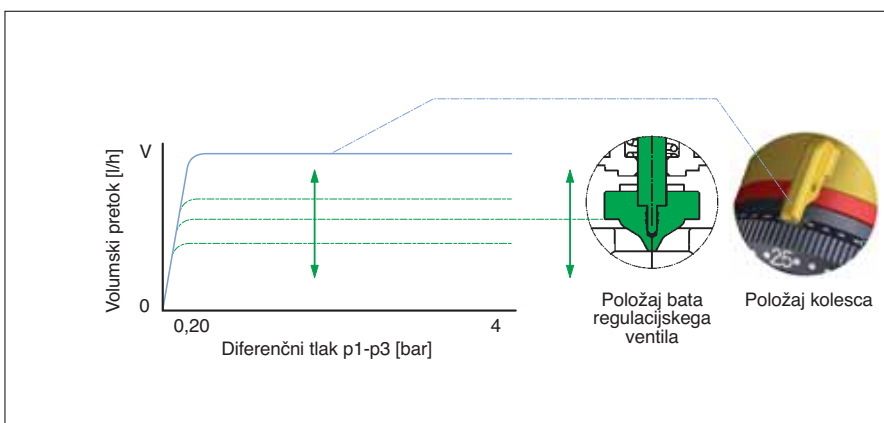 Volumski pretok [l/h]
V
0
0,20
4
Diferenčni tlak p1-p3 [bar]
Položaj bata
regulacijskega
ventila
•25•
Položaj kolesca